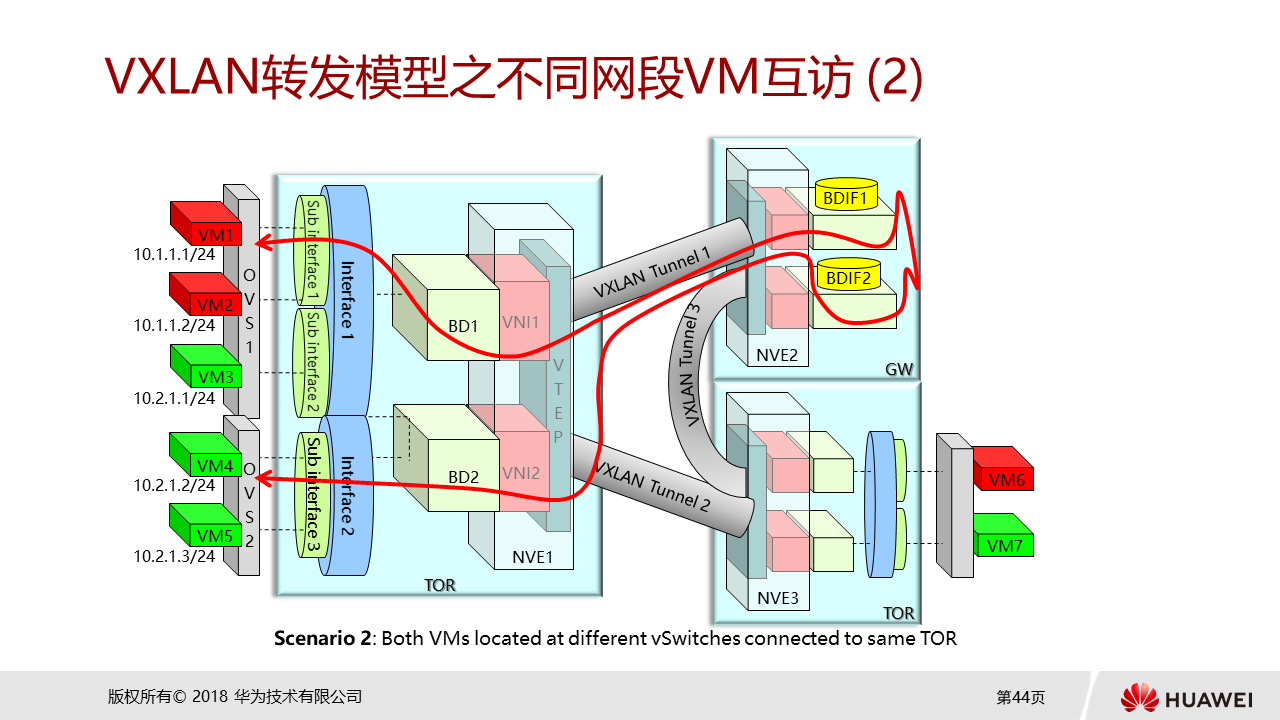 VXLAN转发模型之不同网段VM互访 (2)
VM1
10.1.1.1/24
VM2
10.1.1.2/24
VM3
10.2.1.1/24
VM4
10.2.1.2/24
VM5
10.2.1.3/24
OVS1
OVS2
Sub interface 1
Sub interface 2
Sub interface 3
Interface 1
Interface 2
BD1
VNI1
BD2
VNI2
VTEP
NVE1
TOR
VXLAN Tunnel 1
VXLAN Tunnel 2
VXLAN Tunnel 3
BDIF1
BDIF2
NVE2
GW
NVE3
TOR
VM6
VM7
Scenario 2: Both VMs located at different vSwitches connected to same TOR
版权所有© 2018 华为技术有限公司
第44页
HUAWEI